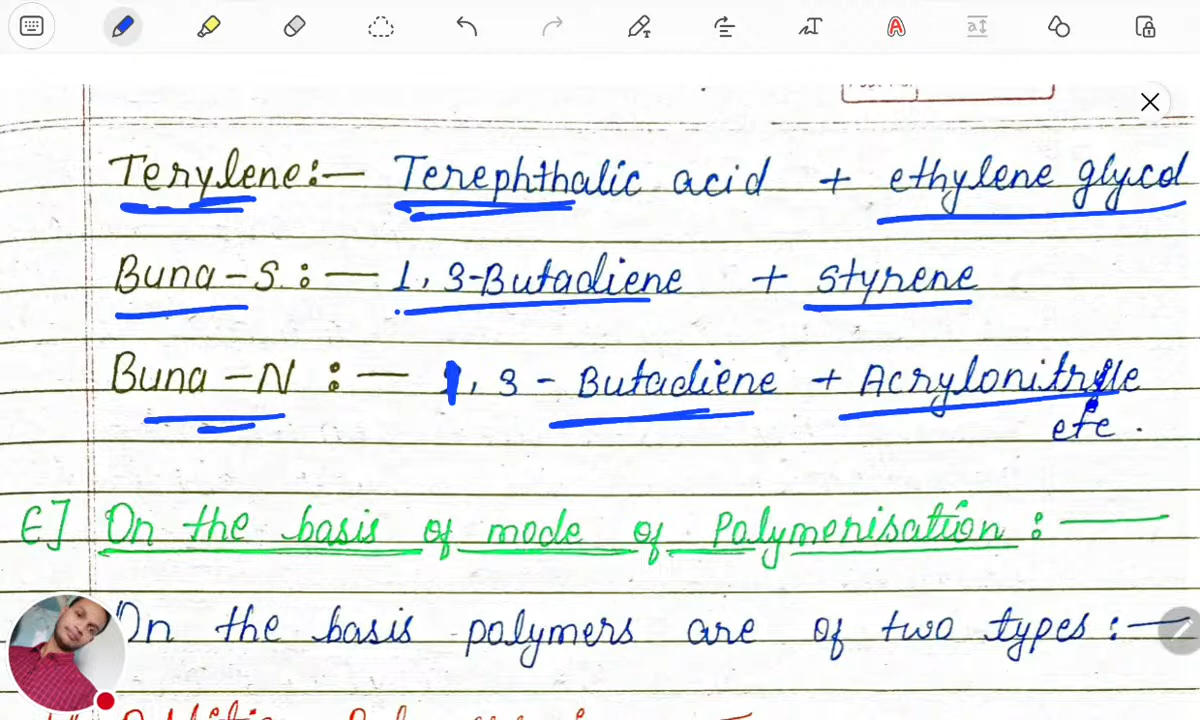 Terylene:— Terephthalic acid + ethylene glycol
Buna-S.:— 1,3-Butadiene + Styrene
Buna-N:— 1,3-Butadiene + Acrylonitrile
etc.
E] On the basis of mode of Polymerisation:—
On the basis polymers are of two types:—